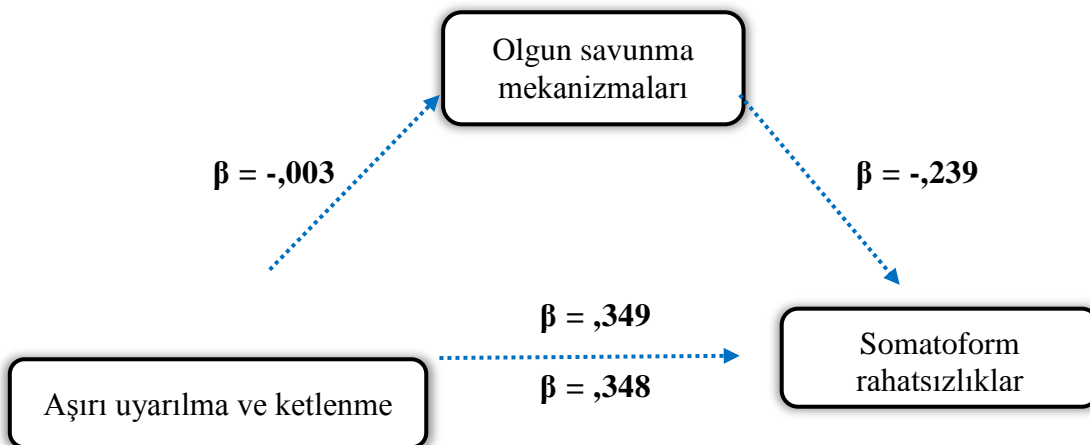 Olgun savunma
mekanizmaları
β = -,003
β = -,239
β = ,349
β = ,348
Aşırı uyarılma ve ketlenme
Somatoform
rahatsızlıklar